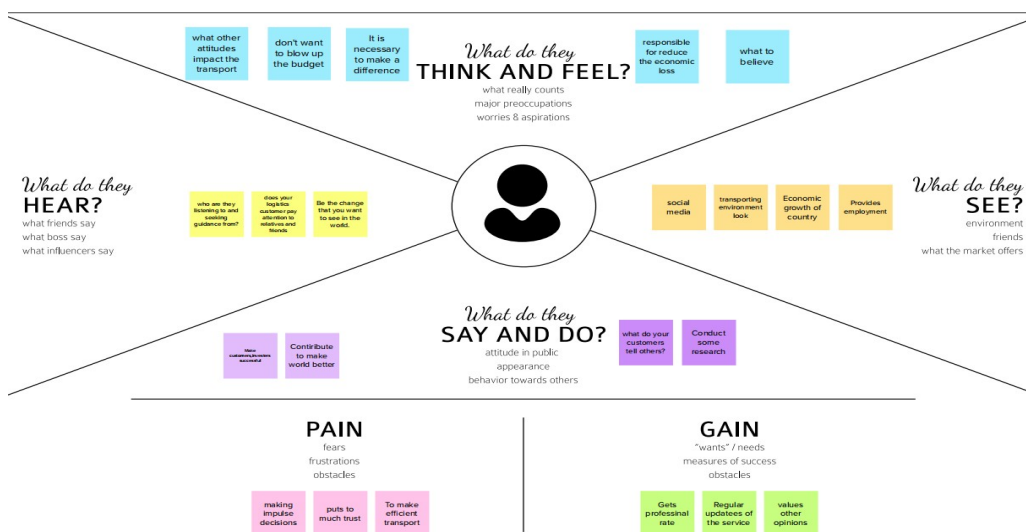 what other
attitudes
impact the
transport
don't want
to blow up
the budget
It is
necessary
to make a
difference
What do they
THINK AND FEEL?
what really counts
major preoccupations
worries & aspirations
responsible
for reduce
the economic
loss
what to
believe
What do they
HEAR?
what friends say
what boss say
what influencers say
who are they
listening to and
seeking
guidance from?
does your
logistics
customer pay
attention to
relatives and
friends
Be the change
that you want
to see in the
world.
social
media
transporting
environment
look
Economic
growth of
country
Provides
employment
What do they
SEE?
environment
friends
what the market offers
What do they
SAY AND DO?
attitude in public
appearance
behavior towards others
Make
customers,investors
successful
Contiribute
to make
world better
what do your
customers
tell others?
Conduct
some
research
PAIN
fears
frustrations
obstacles
making
impulse
decisions
puts to
much trust
To make
efficient
transport
GAIN
"wants" / needs
measures of success
obstacles
Gets
professinal
rate
Regular
updatees of
the service
values
other
opinions